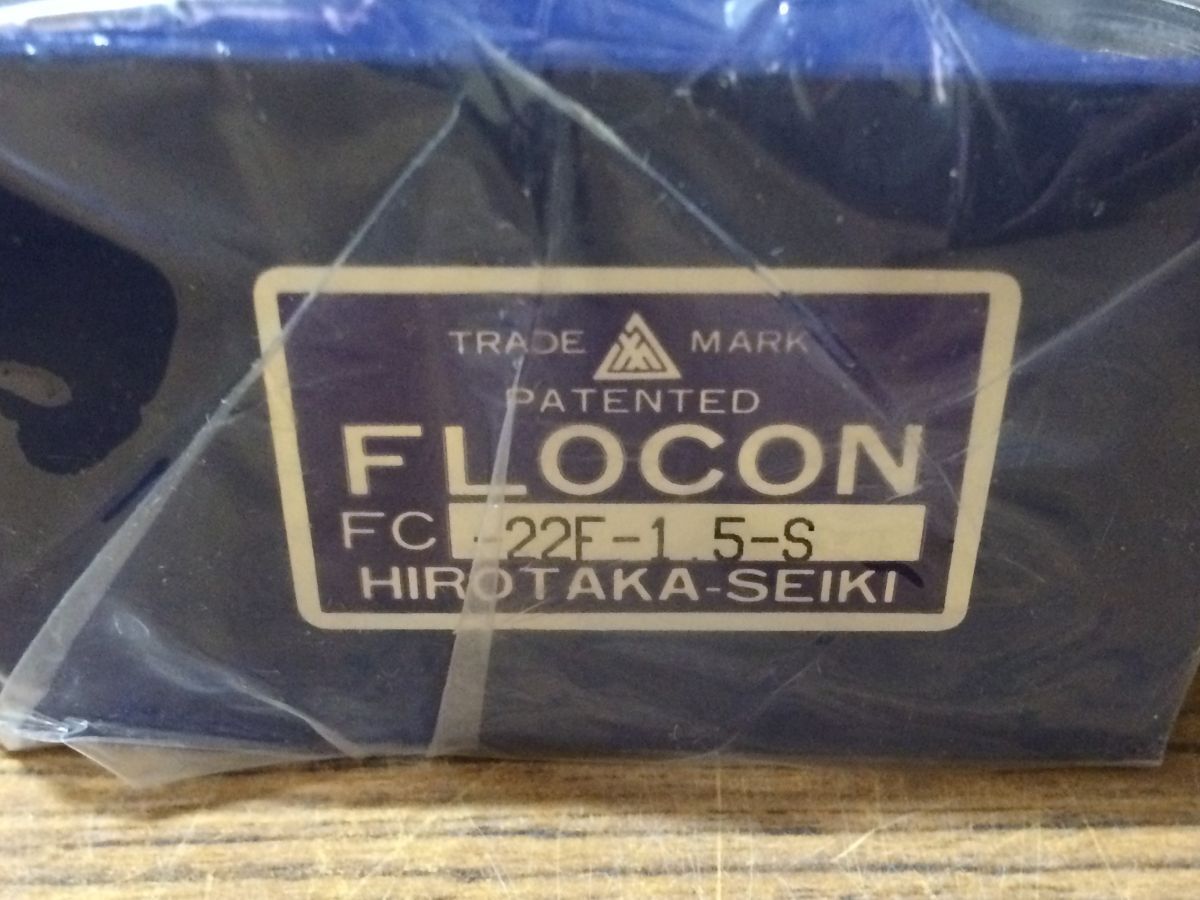 TRADE MARK
PATENTED
FLOCON
FC -22F-1.5-S
HIROTAKA-SEIKI